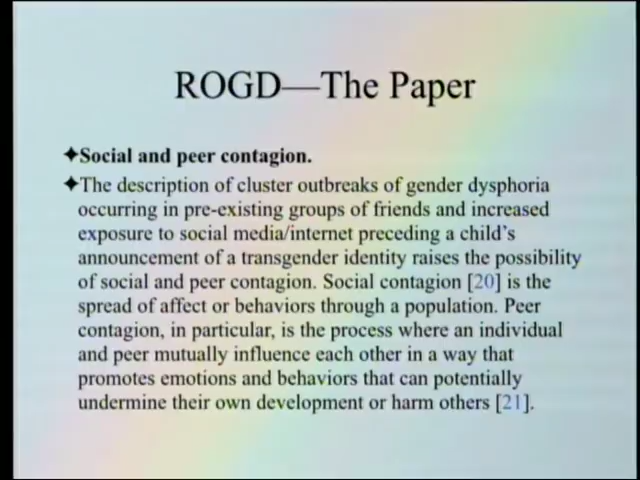 ROGD—The Paper
✦Social and peer contagion.
✦The description of cluster outbreaks of gender dysphoria
occurring in pre-existing groups of friends and increased
exposure to social media/internet preceding a child's
announcement of a transgender identity raises the possibility
of social and peer contagion. Social contagion [20] is the
spread of affect or behaviors through a population. Peer
contagion, in particular, is the process where an individual
and peer mutually influence each other in a way that
promotes emotions and behaviors that can potentially
undermine their own development or harm others [21].